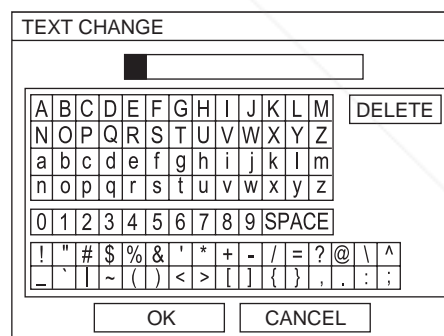 TEXT CHANGE
A B C D E F G H I J K L M DELETE
N O P Q R S T U V W X Y Z
a b c d e f g h i j k l m
n o p q r s t u v w x y z
0 1 2 3 4 5 6 7 8 9 SPACE
! " # $ % & ' * + - / = ? @ \ ^
_ ` | ~ ( ) < > [ ] { } , . : ;
OK CANCEL